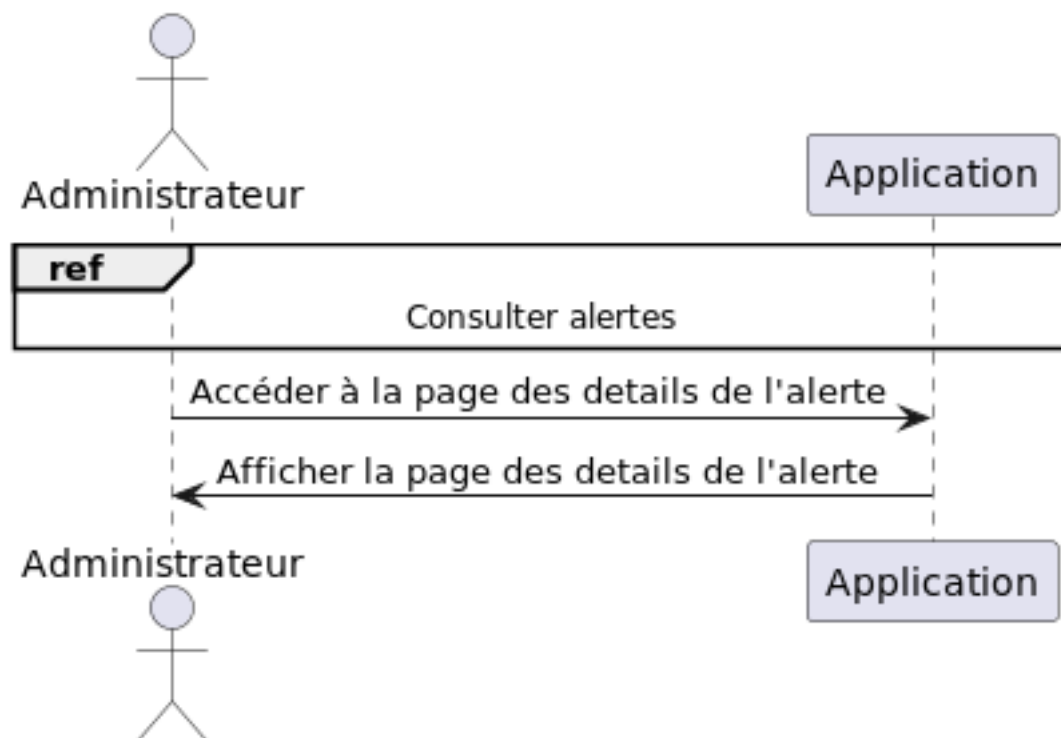 Administrateur
Application
ref
Consulter alertes
Accéder à la page des details de l'alerte
Afficher la page des details de l'alerte
Administrateur
Application